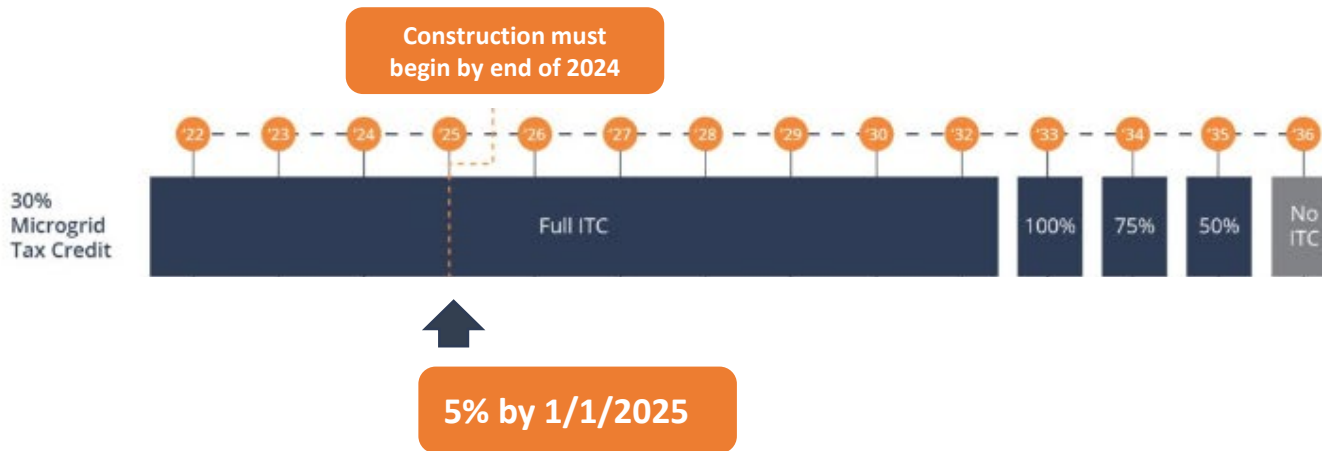 Construction must
begin by end of 2024
'22 '23 '24 '25 '26 '27 '28 '29 '30 '32 '33 '34 '35 '36
30%
Microgrid
Tax Credit
Full ITC
100%
75%
50%
No
ITC
5% by 1/1/2025